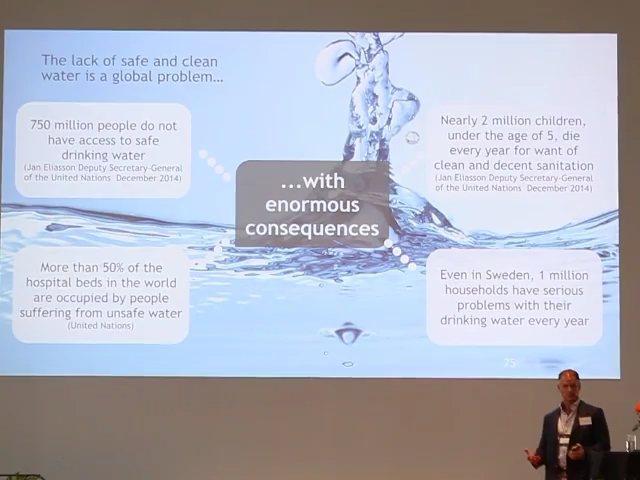 The lack of safe and clean
water is a global problem...
750 million people do not
have access to safe
drinking water
(Jan Eliasson Deputy Secretary-General
of the United Nations December 2014)
Nearly 2 million children,
under the age of 5, die
every year for want of
clean and decent sanitation
(Jan Eliasson Deputy Secretary-General
of the United Nations December 2014)
...with
enormous
consequences
More than 50% of the
hospital beds in the world
are occupied by people
suffering from unsafe water
(United Nations)
Even in Sweden, 1 million
households have serious
problems with their
drinking water every year
75